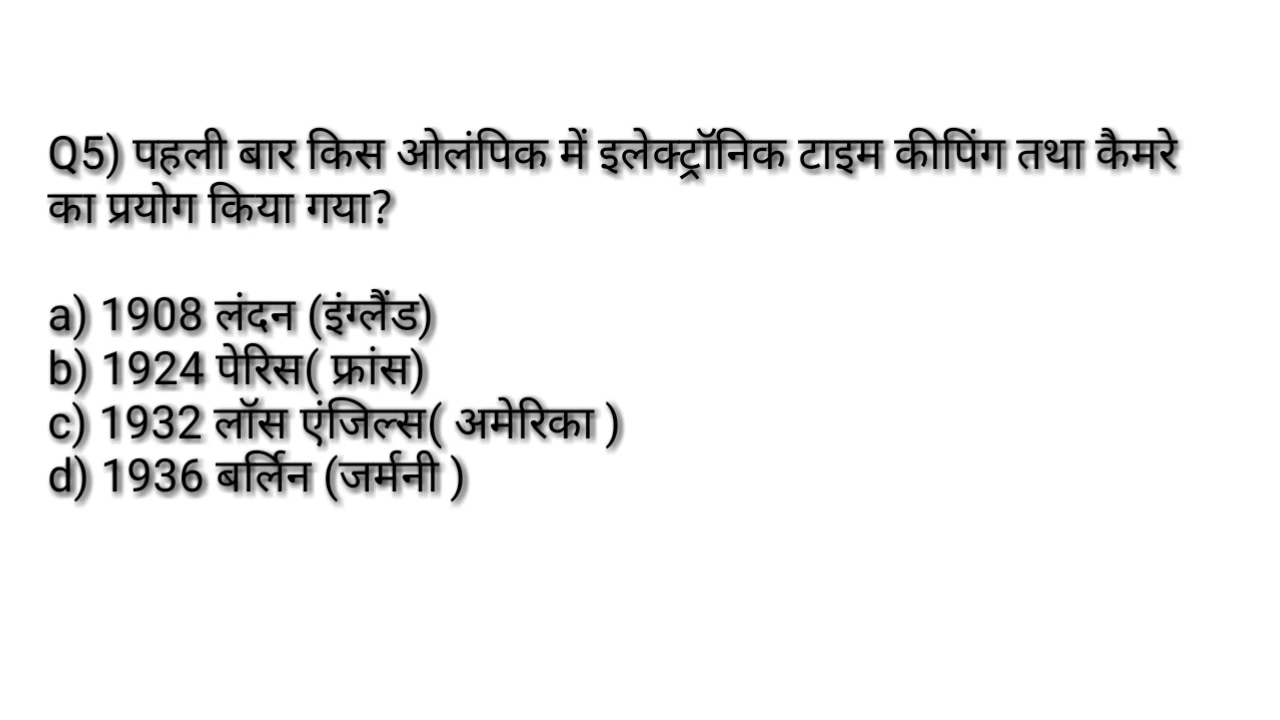 Q5) पहली बार किस ओलंपिक में इलेक्ट्रॉनिक टाइम कीपिंग तथा कैमरे
का प्रयोग किया गया?
a) 1908 लंदन (इंग्लैंड)
b) 1924 पेरिस( फ्रांस)
c) 1932 लॉस एंजिल्स( अमेरिका )
d) 1936 बर्लिन (जर्मनी )